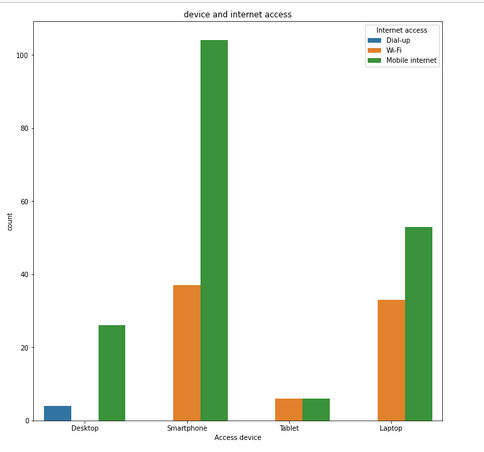 device and internet access
Internet access
Dial-up
Wi-Fi
Mobile internet
100
80
60
40
20
0
count
Desktop Smartphone Tablet Laptop
Access device